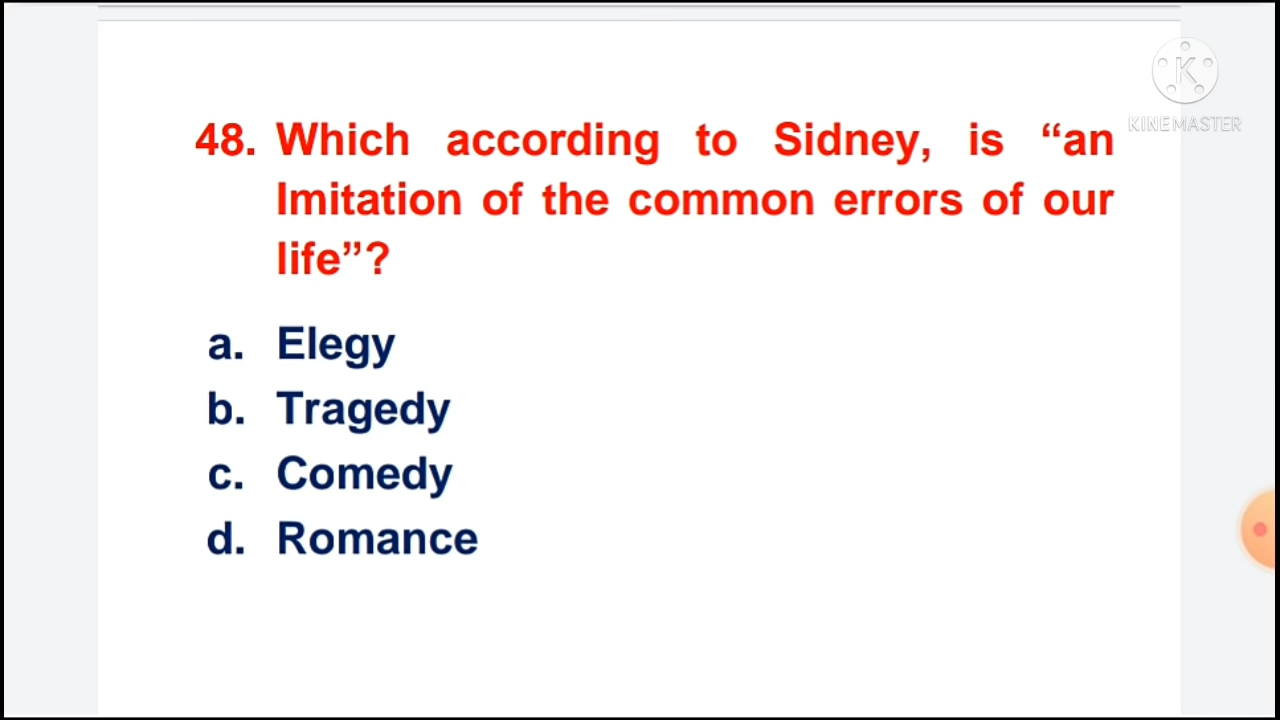 K
KINEMASTER
48. Which according to Sidney, is “an
Imitation of the common errors of our
life”?
a. Elegy
b. Tragedy
c. Comedy
d. Romance